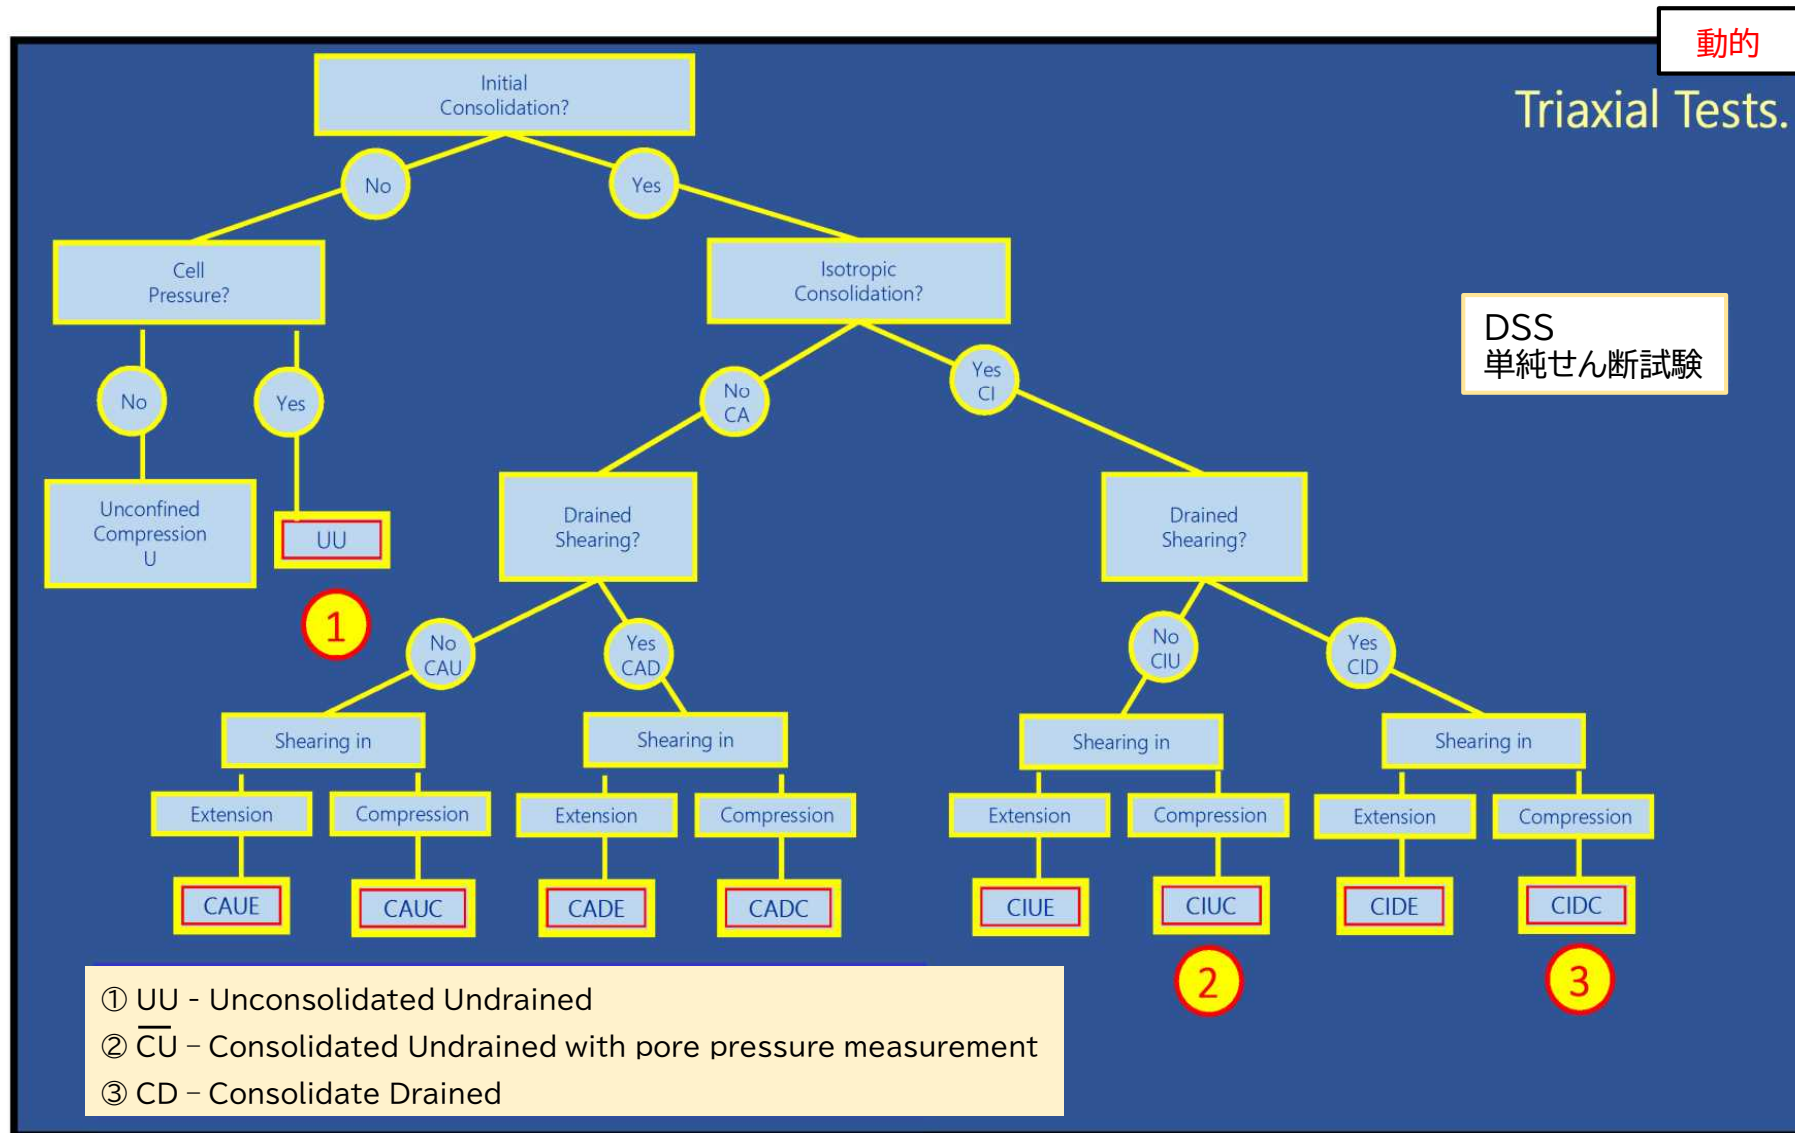 動的
Triaxial Tests.
Initial
Consolidation?
No
Yes
Cell
Pressure?
Isotropic
Consolidation?
DSS
単純せん断試験
No
Yes
No
CA
Yes
CI
Unconfined
Compression
U
UU
Drained
Shearing?
Drained
Shearing?
1
No
CAU
Yes
CAD
No
CIU
Yes
CID
Shearing in
Shearing in
Shearing in
Shearing in
Extension
Compression
Extension
Compression
Extension
Compression
Extension
Compression
CAUE
CAUC
CADE
CADC
CIUE
CIUC
CIDE
CIDC
2
3
① UU - Unconsolidated Undrained
② C̅U̅ – Consolidated Undrained with pore pressure measurement
③ CD – Consolidate Drained